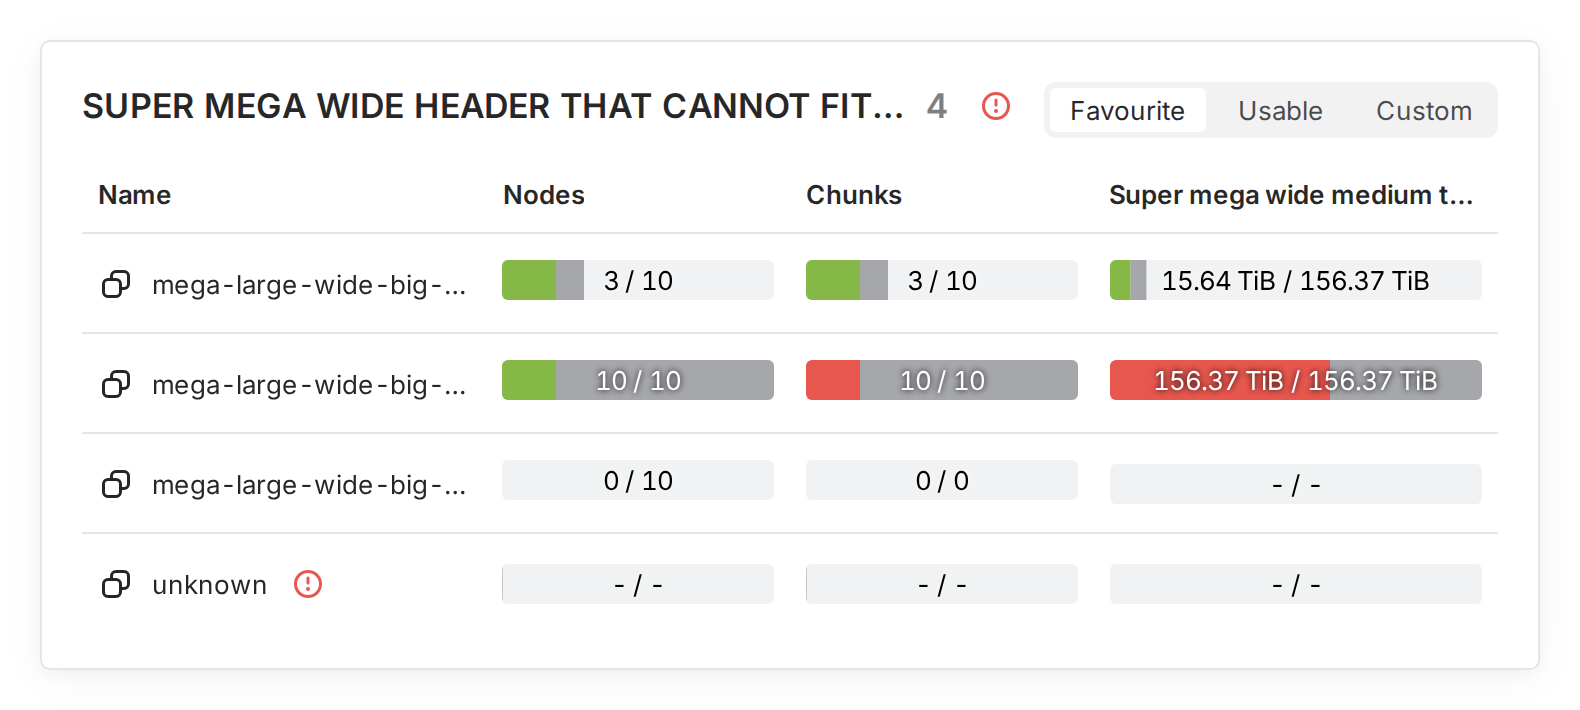 SUPER MEGA WIDE HEADER THAT CANNOT FIT... 4 Favourite Usable Custom
Name Nodes Chunks Super mega wide medium t...
mega-large-wide-big-... 3 / 10 3 / 10 15.64 TiB / 156.37 TiB
mega-large-wide-big-... 10 / 10 10 / 10 156.37 TiB / 156.37 TiB
mega-large-wide-big-... 0 / 10 0 / 0 - / -
unknown - / - - / - - / -